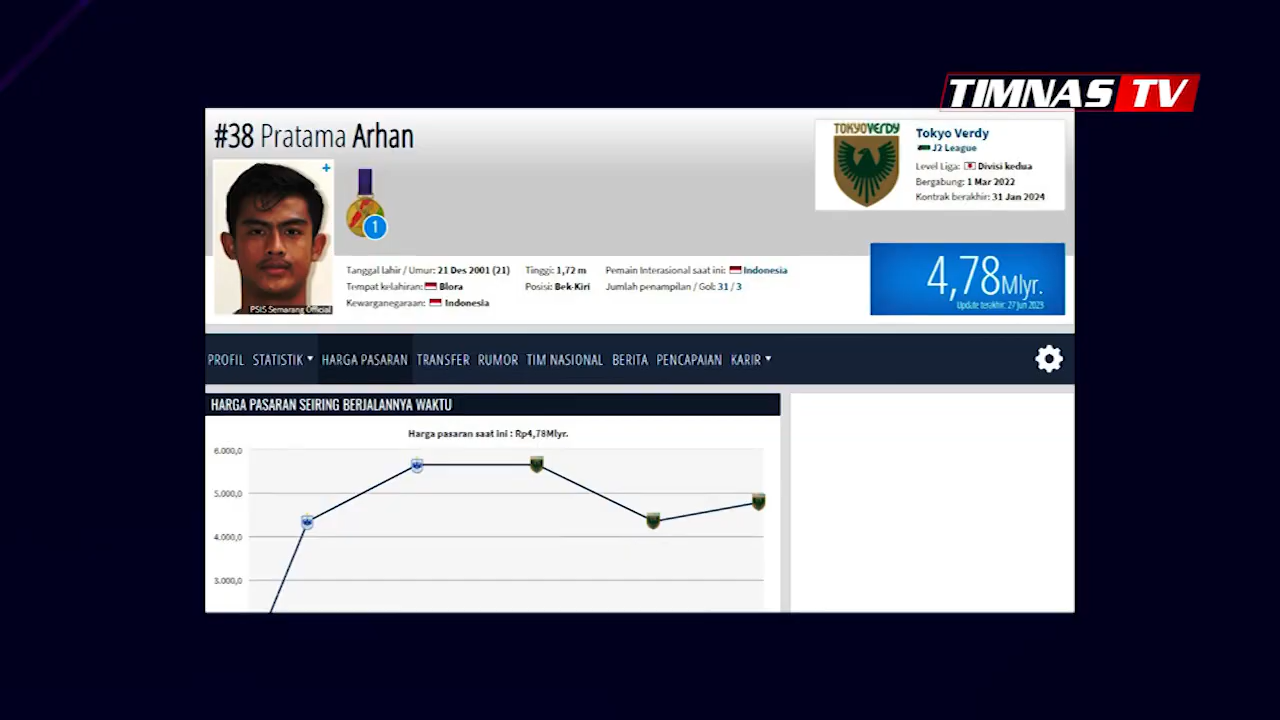 TIMNAS TV
#38 Pratama Arhan
PSIS Semarang Official
1
Tanggal lahir / Umur: 21 Des 2001 (21)
Tempat kelahiran: Blora
Kewarganegaraan: Indonesia
Tinggi: 1,72 m
Posisi: Bek-Kiri
Pemain Interasional saat ini: Indonesia
Jumlah penampilan / Gol: 31 / 3
TOKYO VERDY
Tokyo Verdy
J2 League
Level Liga: Divisi kedua
Bergabung: 1 Mar 2022
Kontrak berakhir: 31 Jan 2024
4,78 Mlyr.
Update terakhir: 27 Jun 2023
PROFIL STATISTIK HARGA PASARAN TRANSFER RUMOR TIM NASIONAL BERITA PENCAPAIAN KARIR
HARGA PASARAN SEIRING BERJALANNYA WAKTU
Harga pasaran saat ini : Rp4,78Mlyr.
6.000,0
5.000,0
4.000,0
3.000,0